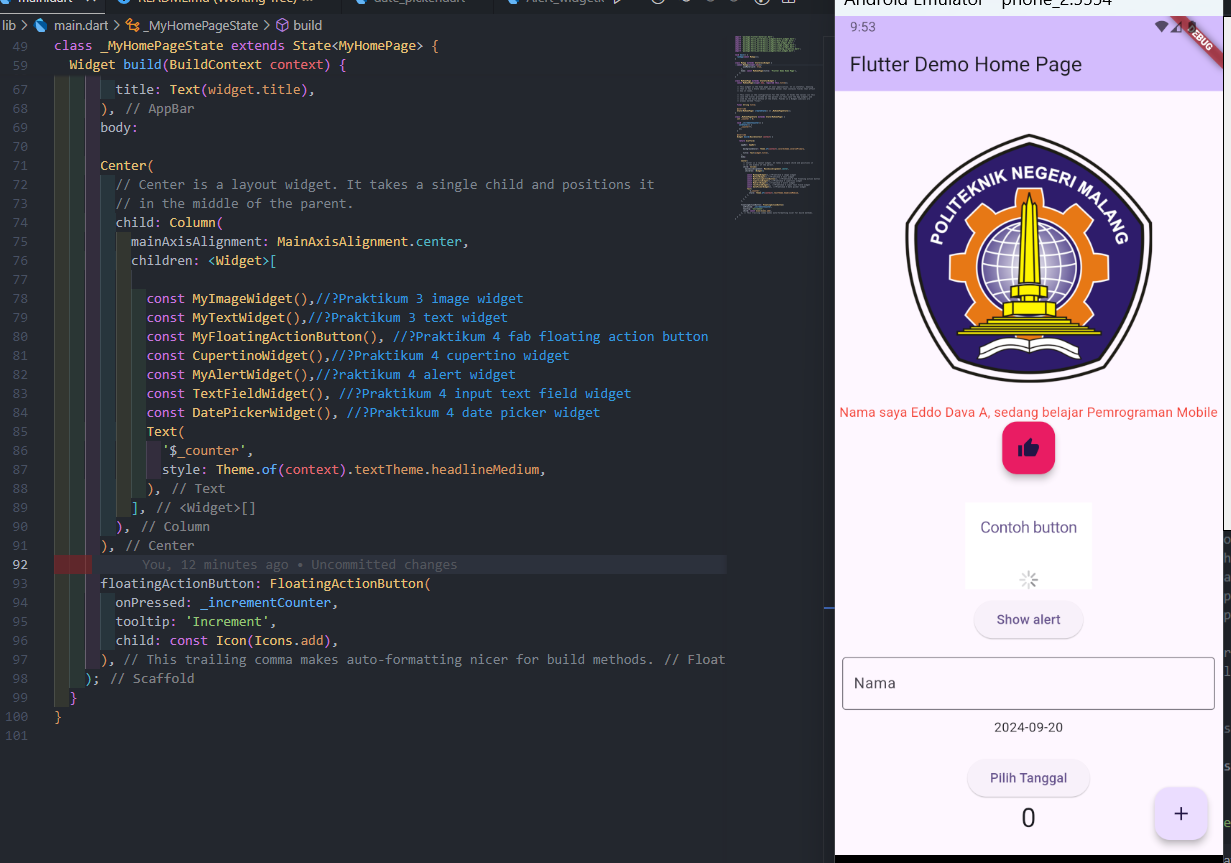 lib > main.dart > _MyHomePageState > build
49 class _MyHomePageState extends State<MyHomePage> {
59 Widget build(BuildContext context) {
67 title: Text(widget.title),
68 ), // AppBar
69 body:
70
71 Center(
72 // Center is a layout widget. It takes a single child and positions it
73 // in the middle of the parent.
74 child: Column(
75 mainAxisAlignment: MainAxisAlignment.center,
76 children: <Widget>[
77
78 const MyImageWidget(),//?Praktikum 3 image widget
79 const MyTextWidget(),//?Praktikum 3 text widget
80 const MyFloatingActionButton(), //?Praktikum 4 fab floating action button
81 const CupertinoWidget(),//?Praktikum 4 cupertino widget
82 const MyAlertWidget(),//?raktikum 4 alert widget
83 const TextFieldWidget(), //?Praktikum 4 input text field widget
84 const DatePickerWidget(), //?Praktikum 4 date picker widget
85 Text(
86 '$_counter',
87 style: Theme.of(context).textTheme.headlineMedium,
88 ), // Text
89 ], // <Widget>[]
90 ), // Column
91 ), // Center
92 You, 12 minutes ago • Uncommitted changes
93 floatingActionButton: FloatingActionButton(
94 onPressed: _incrementCounter,
95 tooltip: 'Increment',
96 child: const Icon(Icons.add),
97 ), // This trailing comma makes auto-formatting nicer for build methods. // Float
98 ); // Scaffold
99 }
100 }
101
9:53
DEBUG
Flutter Demo Home Page
POLITEKNIK NEGERI MALANG
Nama saya Eddo Dava A, sedang belajar Pemrograman Mobile
Contoh button
Show alert
Nama
2024-09-20
Pilih Tanggal
0
+